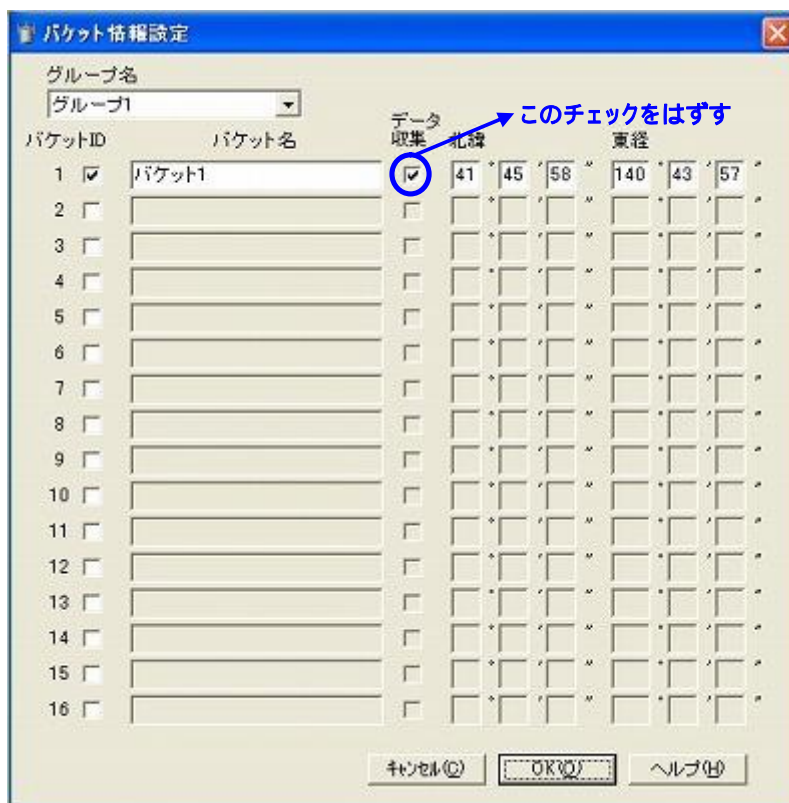 バケット情報設定
グループ名
グループ1
このチェックをはずす
バケットID バケット名 データ収集 北緯 東経
1 バケット1 41 ° 45 ′ 58 ″ 140 ° 43 ′ 57 ″
2 ° ′ ″ ° ′ ″
3 ° ′ ″ ° ′ ″
4 ° ′ ″ ° ′ ″
5 ° ′ ″ ° ′ ″
6 ° ′ ″ ° ′ ″
7 ° ′ ″ ° ′ ″
8 ° ′ ″ ° ′ ″
9 ° ′ ″ ° ′ ″
10 ° ′ ″ ° ′ ″
11 ° ′ ″ ° ′ ″
12 ° ′ ″ ° ′ ″
13 ° ′ ″ ° ′ ″
14 ° ′ ″ ° ′ ″
15 ° ′ ″ ° ′ ″
16 ° ′ ″ ° ′ ″
キャンセル(C) OK(O) ヘルプ(H)